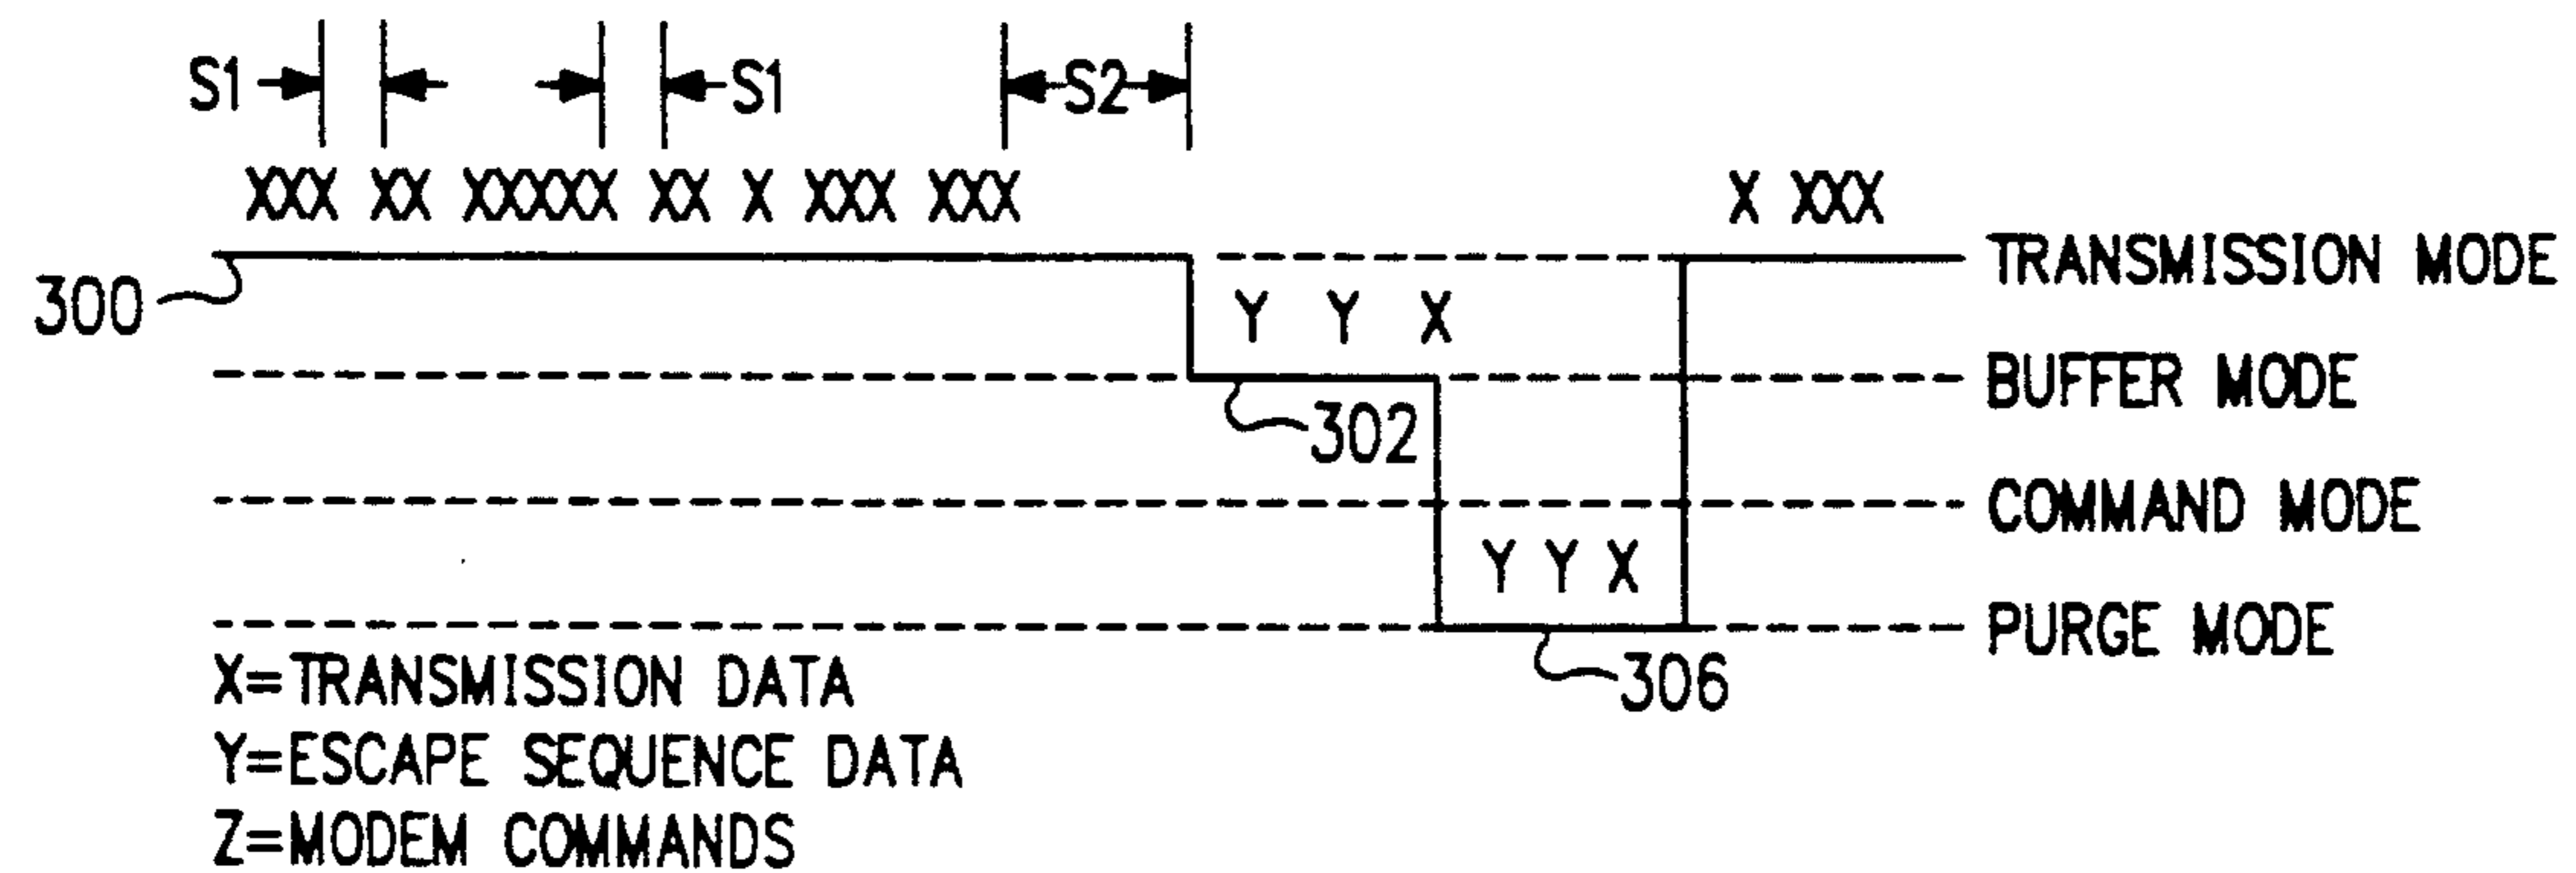 S1 S1 S2
XXX XX XXXXX XX X XXX XXX X XXX
TRANSMISSION MODE
300
Y Y X
BUFFER MODE
302
COMMAND MODE
Y Y X
PURGE MODE
306
X=TRANSMISSION DATA
Y=ESCAPE SEQUENCE DATA
Z=MODEM COMMANDS